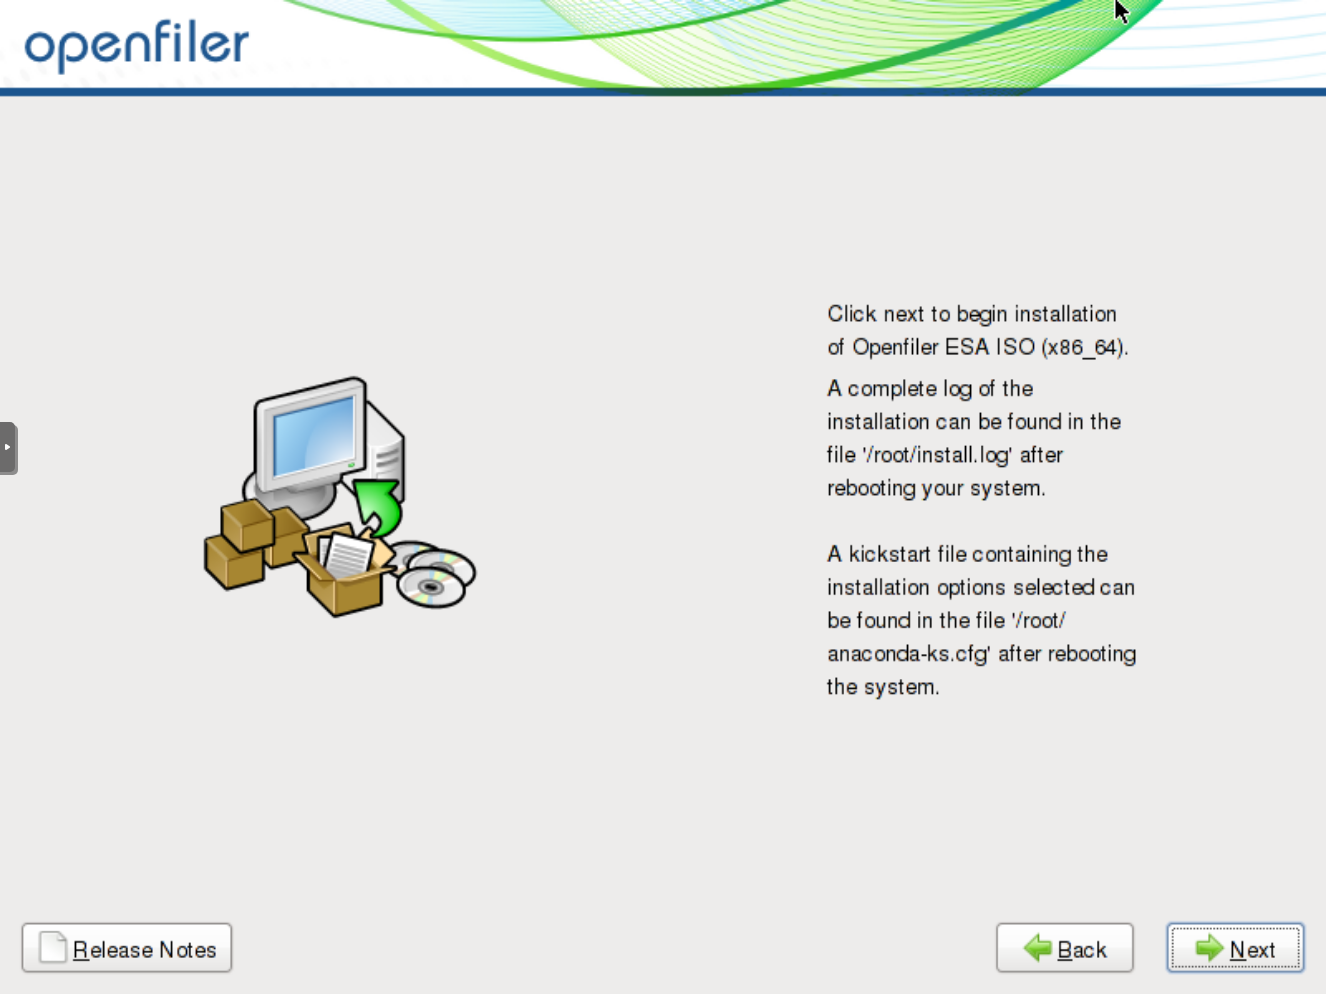 openfiler
Click next to begin installation
of Openfiler ESA ISO (x86_64).
A complete log of the
installation can be found in the
file '/root/install.log' after
rebooting your system.
A kickstart file containing the
installation options selected can
be found in the file '/root/
anaconda-ks.cfg' after rebooting
the system.
Release Notes
Back
Next